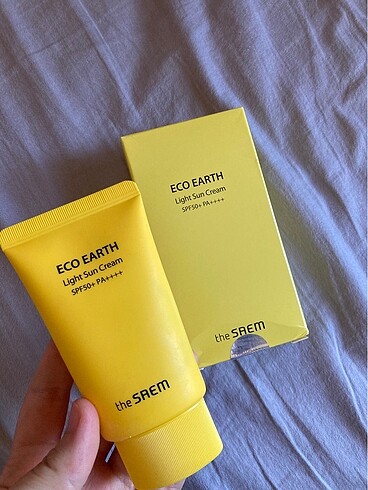 ECO EARTH
Light Sun Cream
SPF50+ PA++++
the SAEM
ECO EARTH
Light Sun Cream
SPF50+ PA++++
the SAEM